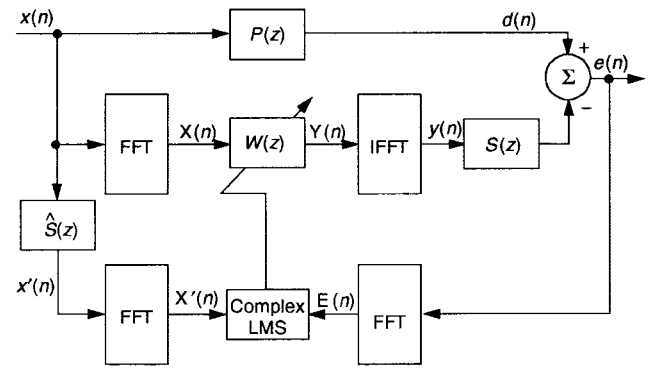 x(n)
P(z)
d(n)
+
Σ
e(n)
−
FFT
X(n)
W(z)
Y(n)
IFFT
y(n)
S(z)
Ŝ(z)
x′(n)
FFT
X′(n)
Complex
LMS
E(n)
FFT